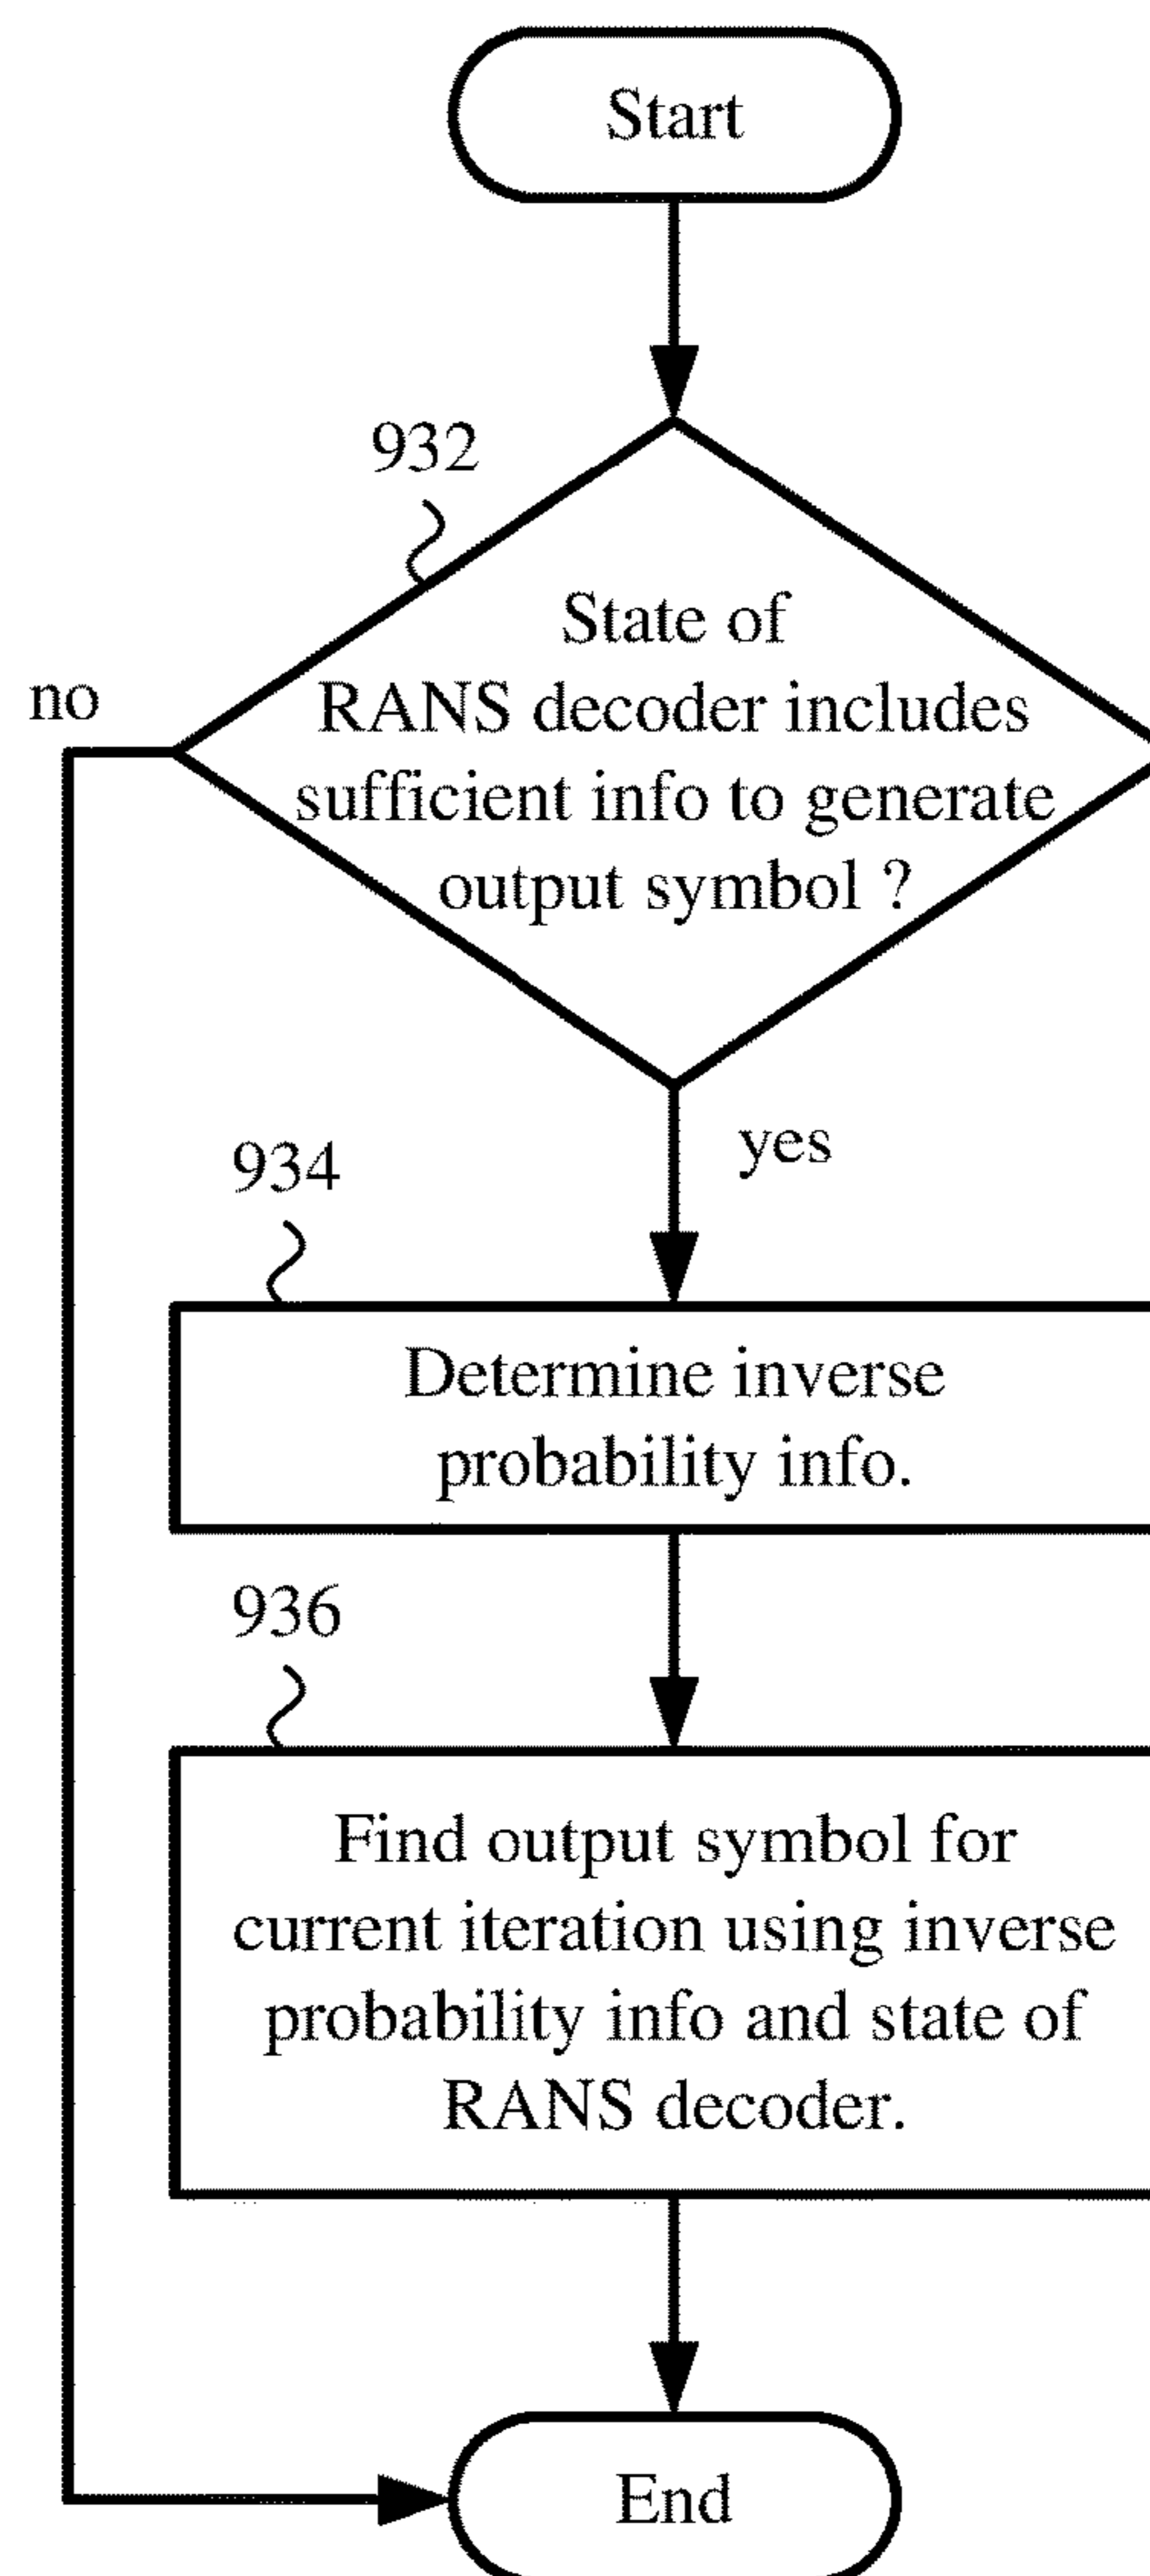 Start
932
State of
no
RANS decoder includes
sufficient info to generate
output symbol ?
yes
934
Determine inverse
probability info.
936
Find output symbol for
current iteration using inverse
probability info and state of
RANS decoder.
End